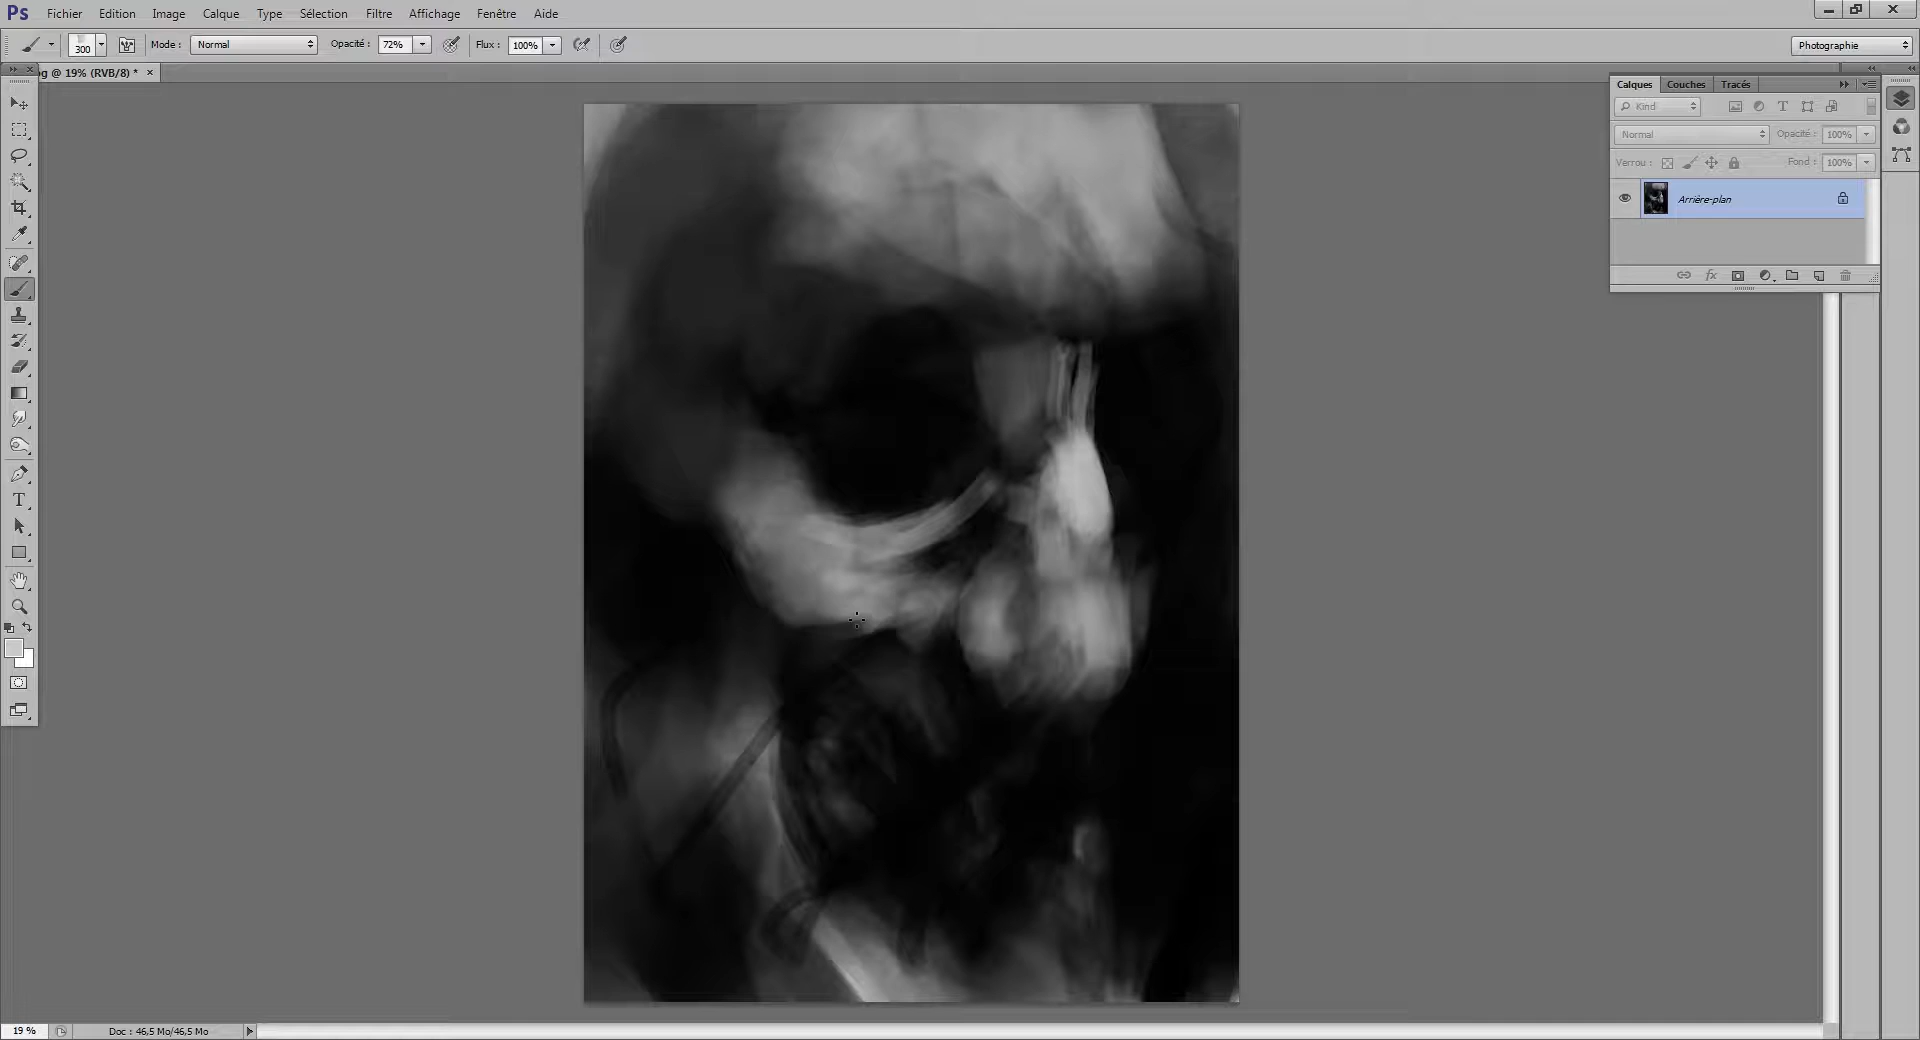 Ps Fichier Edition Image Calque Type Sélection Filtre Affichage Fenêtre Aide
300 Mode : Normal Opacité : 72% Flux : 100% Photographie
og @ 19% (RVB/8) * ×
Calques Couches Tracés
Kind T
Normal Opacité : 100%
Verrou : Fond : 100%
Arrière-plan
fx
T
19 % Doc : 46,5 Mo/46,5 Mo